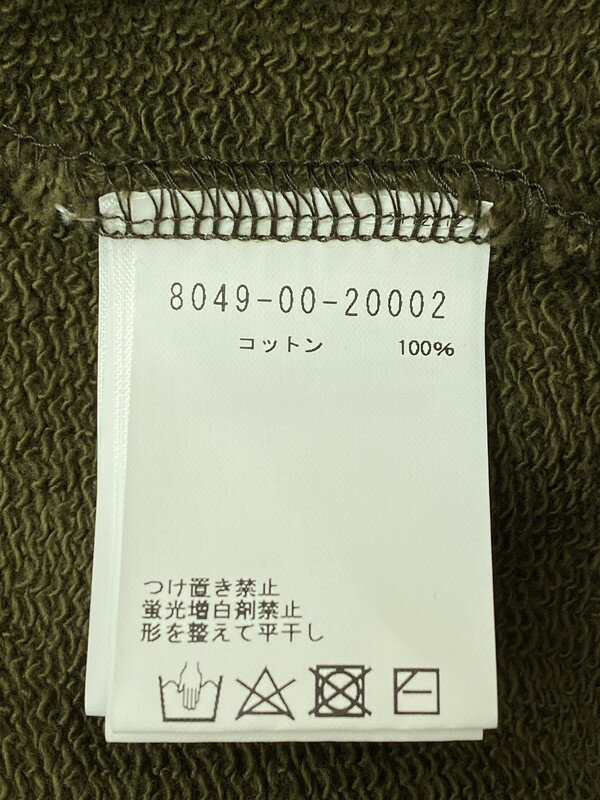 8049-00-20002
コットン 100%
つけ置き禁止
蛍光増白剤禁止
形を整えて平干し